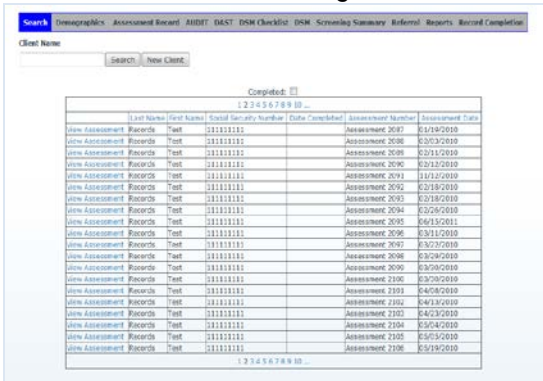 Search Demographics Assessment Record AUDIT DAST DSM Checklist DSM Screening Summary Referral Reports Record Completion
Client Name
Search New Client
Completed:
1 2 3 4 5 6 7 8 9 10 ...
Last Name First Name Social Security Number Date Completed Assessment Number Assessment Date
View Assessment Records Test 111111111 Assessment 2087 01/19/2010
View Assessment Records Test 111111111 Assessment 2088 02/03/2010
View Assessment Records Test 111111111 Assessment 2089 02/11/2010
View Assessment Records Test 111111111 Assessment 2090 02/12/2010
View Assessment Records Test 111111111 Assessment 2091 11/12/2010
View Assessment Records Test 111111111 Assessment 2092 02/18/2010
View Assessment Records Test 111111111 Assessment 2093 02/18/2010
View Assessment Records Test 111111111 Assessment 2094 02/26/2010
View Assessment Records Test 111111111 Assessment 2095 06/15/2011
View Assessment Records Test 111111111 Assessment 2096 03/11/2010
View Assessment Records Test 111111111 Assessment 2097 03/23/2010
View Assessment Records Test 111111111 Assessment 2098 03/29/2010
View Assessment Records Test 111111111 Assessment 2099 03/30/2010
View Assessment Records Test 111111111 Assessment 2100 03/30/2010
View Assessment Records Test 111111111 Assessment 2101 04/08/2010
View Assessment Records Test 111111111 Assessment 2102 04/13/2010
View Assessment Records Test 111111111 Assessment 2103 04/23/2010
View Assessment Records Test 111111111 Assessment 2104 05/04/2010
View Assessment Records Test 111111111 Assessment 2105 05/05/2010
View Assessment Records Test 111111111 Assessment 2106 05/19/2010
1 2 3 4 5 6 7 8 9 10 ...